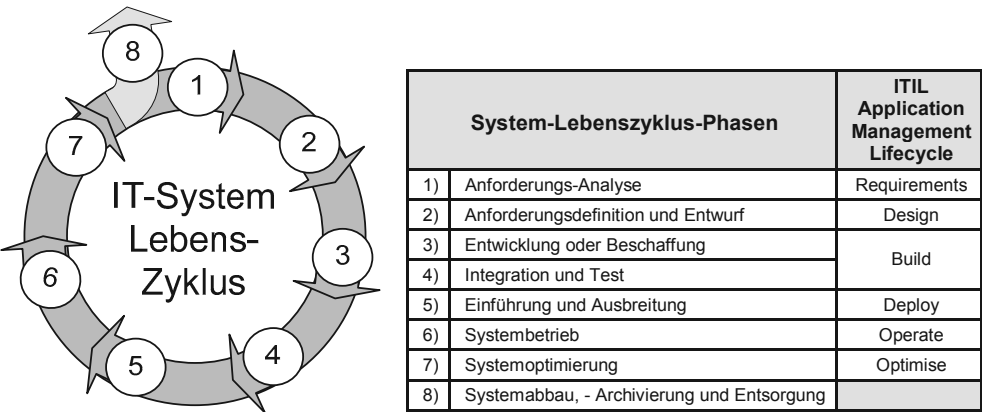 8
1
2
7
IT-System
Lebens-
Zyklus
3
6
4
5
System-Lebenszyklus-Phasen
ITIL
Application
Management
Lifecycle
1) Anforderungs-Analyse Requirements
2) Anforderungsdefinition und Entwurf Design
3) Entwicklung oder Beschaffung
Build
4) Integration und Test
5) Einführung und Ausbreitung Deploy
6) Systembetrieb Operate
7) Systemoptimierung Optimise
8) Systemabbau, - Archivierung und Entsorgung